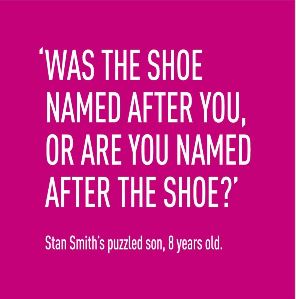 ‘WAS THE SHOE
NAMED AFTER YOU,
OR ARE YOU NAMED
AFTER THE SHOE?’
Stan Smith’s puzzled son, 8 years old.